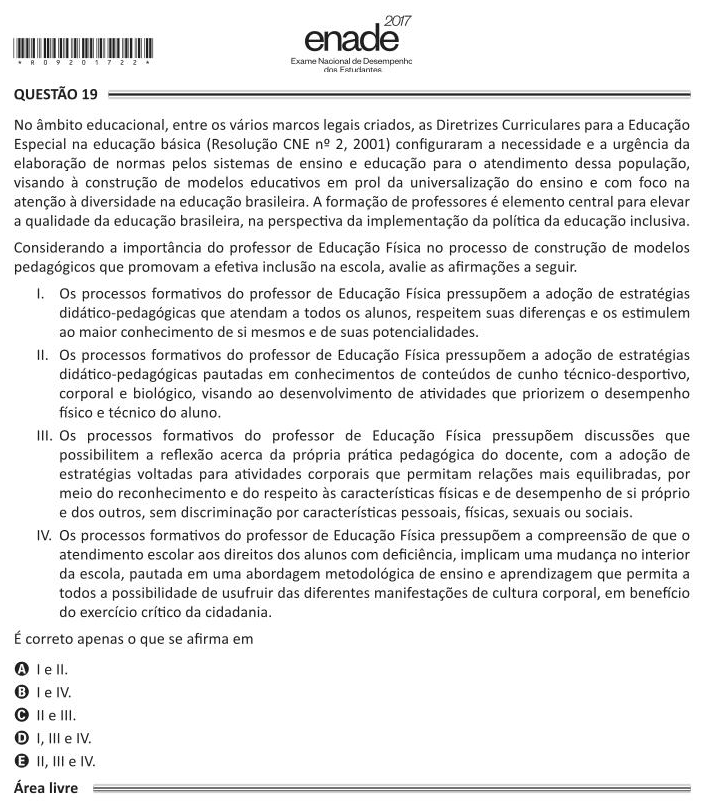 2017
enade
Exame Nacional de Desempenho
dos Estudantes
* R 0 9 2 0 1 7 2 2 *
QUESTÃO 19
No âmbito educacional, entre os vários marcos legais criados, as Diretrizes Curriculares para a Educação
Especial na educação básica (Resolução CNE nº 2, 2001) configuraram a necessidade e a urgência da
elaboração de normas pelos sistemas de ensino e educação para o atendimento dessa população,
visando à construção de modelos educativos em prol da universalização do ensino e com foco na
atenção à diversidade na educação brasileira. A formação de professores é elemento central para elevar
a qualidade da educação brasileira, na perspectiva da implementação da política da educação inclusiva.
Considerando a importância do professor de Educação Física no processo de construção de modelos
pedagógicos que promovam a efetiva inclusão na escola, avalie as afirmações a seguir.
I. Os processos formativos do professor de Educação Física pressupõem a adoção de estratégias
didático-pedagógicas que atendam a todos os alunos, respeitem suas diferenças e os estimulem
ao maior conhecimento de si mesmos e de suas potencialidades.
II. Os processos formativos do professor de Educação Física pressupõem a adoção de estratégias
didático-pedagógicas pautadas em conhecimentos de conteúdos de cunho técnico-desportivo,
corporal e biológico, visando ao desenvolvimento de atividades que priorizem o desempenho
físico e técnico do aluno.
III. Os processos formativos do professor de Educação Física pressupõem discussões que
possibilitem a reflexão acerca da própria prática pedagógica do docente, com a adoção de
estratégias voltadas para atividades corporais que permitam relações mais equilibradas, por
meio do reconhecimento e do respeito às características físicas e de desempenho de si próprio
e dos outros, sem discriminação por características pessoais, físicas, sexuais ou sociais.
IV. Os processos formativos do professor de Educação Física pressupõem a compreensão de que o
atendimento escolar aos direitos dos alunos com deficiência, implicam uma mudança no interior
da escola, pautada em uma abordagem metodológica de ensino e aprendizagem que permita a
todos a possibilidade de usufruir das diferentes manifestações de cultura corporal, em benefício
do exercício crítico da cidadania.
É correto apenas o que se afirma em
A I e II.
B I e IV.
C II e III.
D I, III e IV.
E II, III e IV.
Área livre